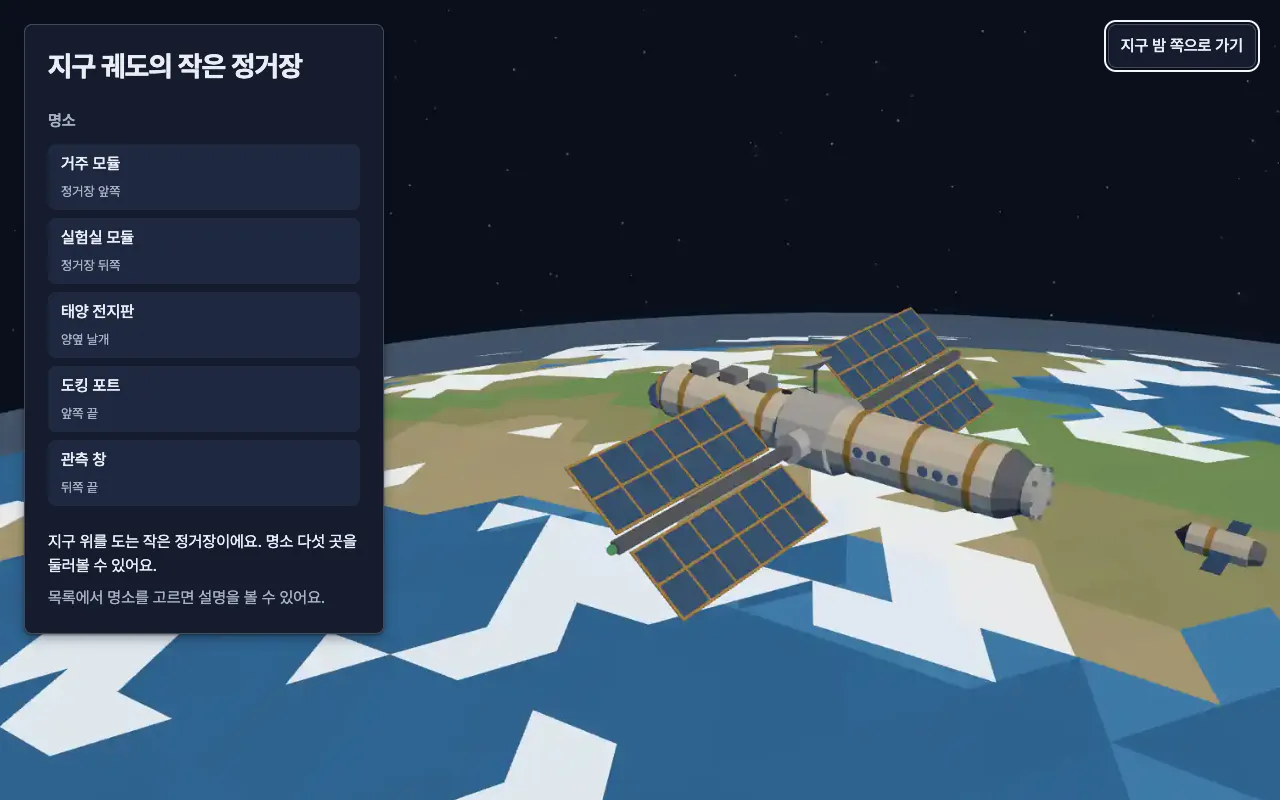 지구 궤도의 작은 정거장
지구 밤 쪽으로 가기
명소
거주 모듈
정거장 앞쪽
실험실 모듈
정거장 뒤쪽
태양 전지판
양옆 날개
도킹 포트
앞쪽 끝
관측 창
뒤쪽 끝
지구 위를 도는 작은 정거장이에요. 명소 다섯 곳을
둘러볼 수 있어요.
목록에서 명소를 고르면 설명을 볼 수 있어요.